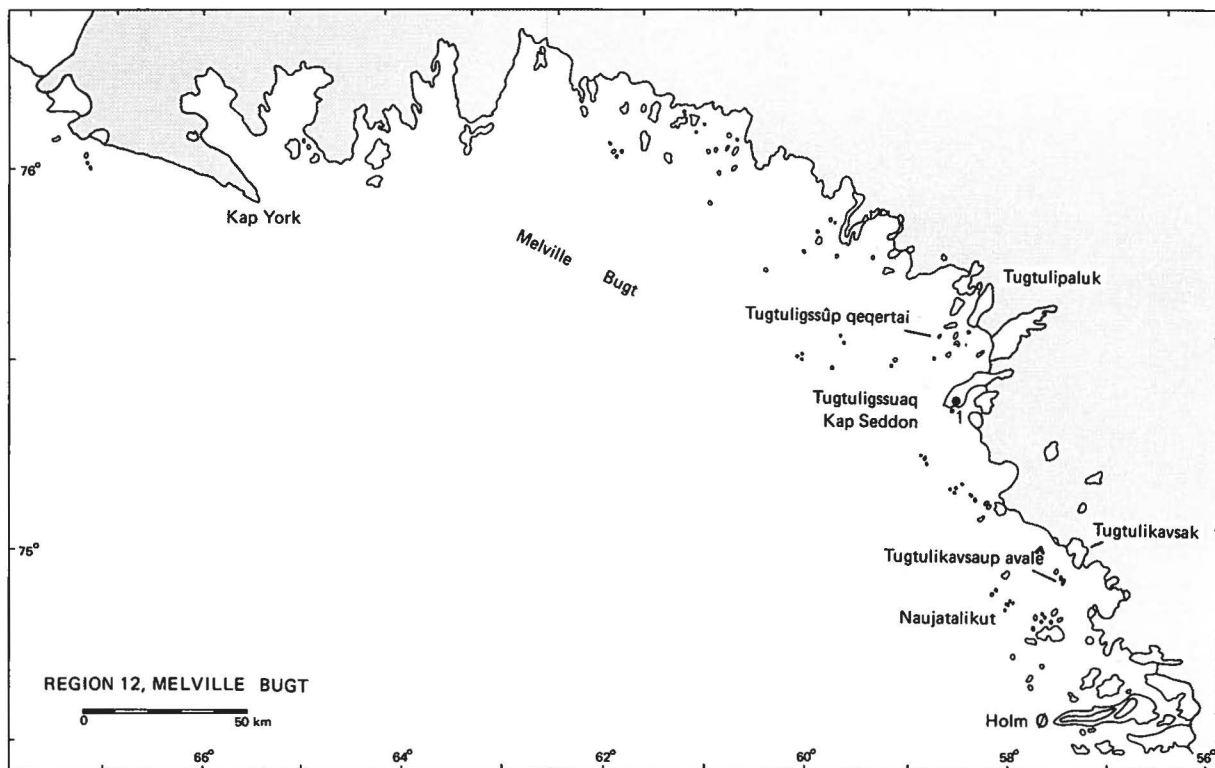 76°
Kap York
Melville Bugt
Tugtulipaluk
Tugtuligssûp qeqertai
Tugtuligssuaq
Kap Seddon
1
75°
Tugtulikavsak
Tugtulikavsaup avalê
Naujatalikut
REGION 12, MELVILLE BUGT
0 50 km
Holm Ø
66° 64° 62° 60° 58° 56°